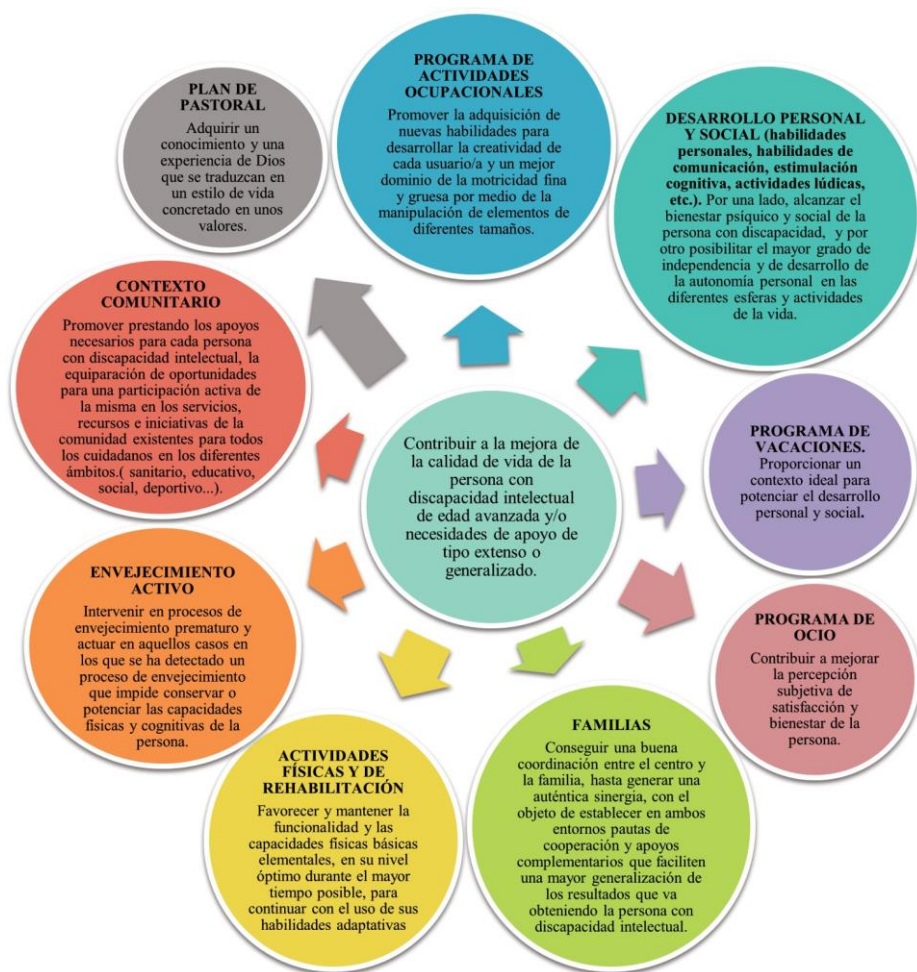 PLAN DE
PASTORAL
Adquirir un
conocimiento y una
experiencia de Dios
que se traduzcan en
un estilo de vida
concretado en unos
valores.
PROGRAMA DE
ACTIVIDADES
OCUPACIONALES
Promover la adquisición de
nuevas habilidades para
desarrollar la creatividad de
cada usuario/a y un mejor
dominio de la motricidad fina
y gruesa por medio de la
manipulación de elementos de
diferentes tamaños.
DESARROLLO PERSONAL
Y SOCIAL (habilidades
personales, habilidades de
comunicación, estimulación
cognitiva, actividades lúdicas,
etc.). Por una lado, alcanzar el
bienestar psíquico y social de la
persona con discapacidad, y por
otro posibilitar el mayor grado de
independencia y de desarrollo de
la autonomía personal en las
diferentes esferas y actividades
de la vida.
CONTEXTO
COMUNITARIO
Promover prestando los apoyos
necesarios para cada persona
con discapacidad intelectual, la
equiparación de oportunidades
para una participación activa de
la misma en los servicios,
recursos e iniciativas de la
comunidad existentes para todos
los cuidadanos en los diferentes
ámbitos.( sanitario, educativo,
social, deportivo...).
Contribuir a la mejora de
la calidad de vida de la
persona con
discapacidad intelectual
de edad avanzada y/o
necesidades de apoyo de
tipo extenso o
generalizado.
PROGRAMA DE
VACACIONES.
Proporcionar un
contexto ideal para
potenciar el desarrollo
personal y social.
ENVEJECIMIENTO
ACTIVO
Intervenir en procesos de
envejecimiento prematuro y
actuar en aquellos casos en
los que se ha detectado un
proceso de envejecimiento
que impide conservar o
potenciar las capacidades
físicas y cognitivas de la
persona.
PROGRAMA DE
OCIO
Contribuir a mejorar
la percepción
subjetiva de
satisfacción y
bienestar de la
persona.
ACTIVIDADES
FÍSICAS Y DE
REHABILITACIÓN
Favorecer y mantener la
funcionalidad y las
capacidades físicas básicas
elementales, en su nivel
óptimo durante el mayor
tiempo posible, para
continuar con el uso de sus
habilidades adaptativas
FAMILIAS
Conseguir una buena
coordinación entre el centro y
la familia, hasta generar una
auténtica sinergia, con el
objeto de establecer en ambos
entornos pautas de
cooperación y apoyos
complementarios que faciliten
una mayor generalización de
los resultados que va
obteniendo la persona con
discapacidad intelectual.